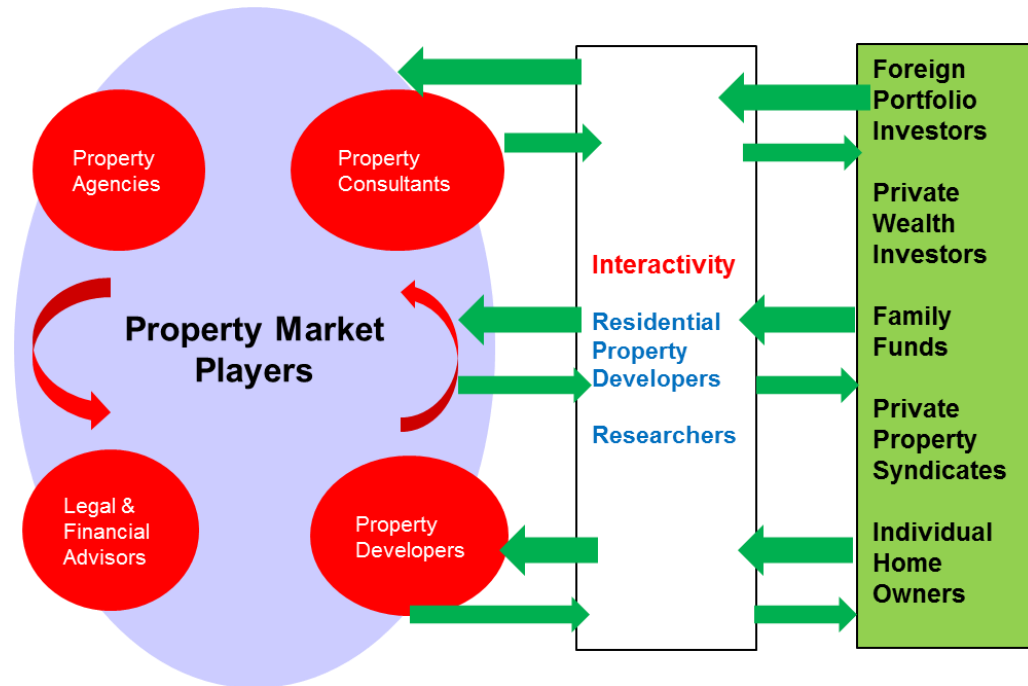 Property
Agencies
Property
Consultants
Property Market
Players
Legal &
Financial
Advisors
Property
Developers
Interactivity
Residential
Property
Developers
Researchers
Foreign
Portfolio
Investors
Private
Wealth
Investors
Family
Funds
Private
Property
Syndicates
Individual
Home
Owners